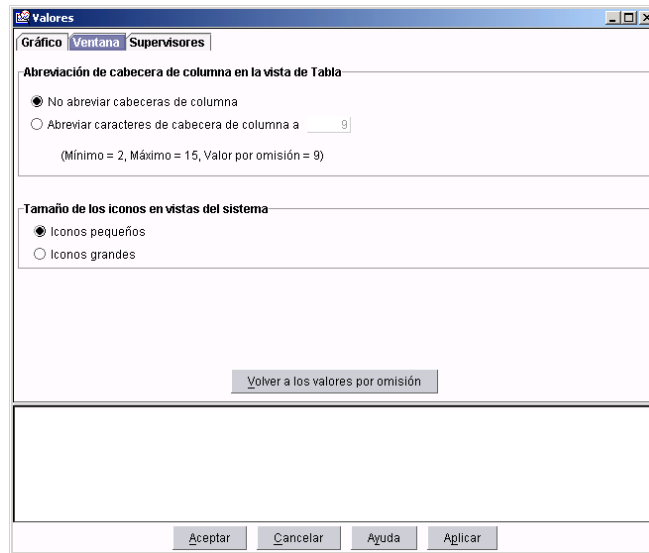 Valores
Gráfico Ventana Supervisores
Abreviación de cabecera de columna en la vista de Tabla
No abreviar cabeceras de columna
Abreviar caracteres de cabecera de columna a 9
(Mínimo = 2, Máximo = 15, Valor por omisión = 9)
Tamaño de los iconos en vistas del sistema
Iconos pequeños
Iconos grandes
Volver a los valores por omisión
Aceptar Cancelar Ayuda Aplicar